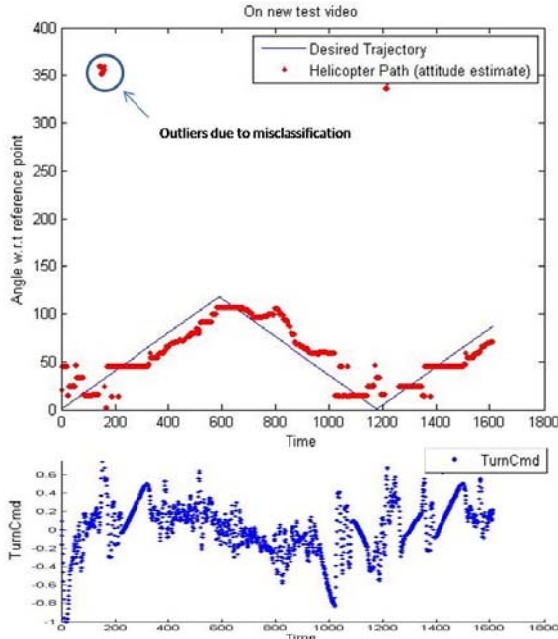 On new test video
Angle w.r.t reference point
400
350
300
250
200
150
100
50
0
Desired Trajectory
Helicopter Path (attitude estimate)
Outliers due to misclassification
0 200 400 600 800 1000 1200 1400 1600 1800
Time
TurnCmd
0.6
0.4
0.2
0
-0.2
-0.4
-0.6
-0.8
-1
TurnCmd
0 200 400 600 800 1000 1200 1400 1600 1800
Time